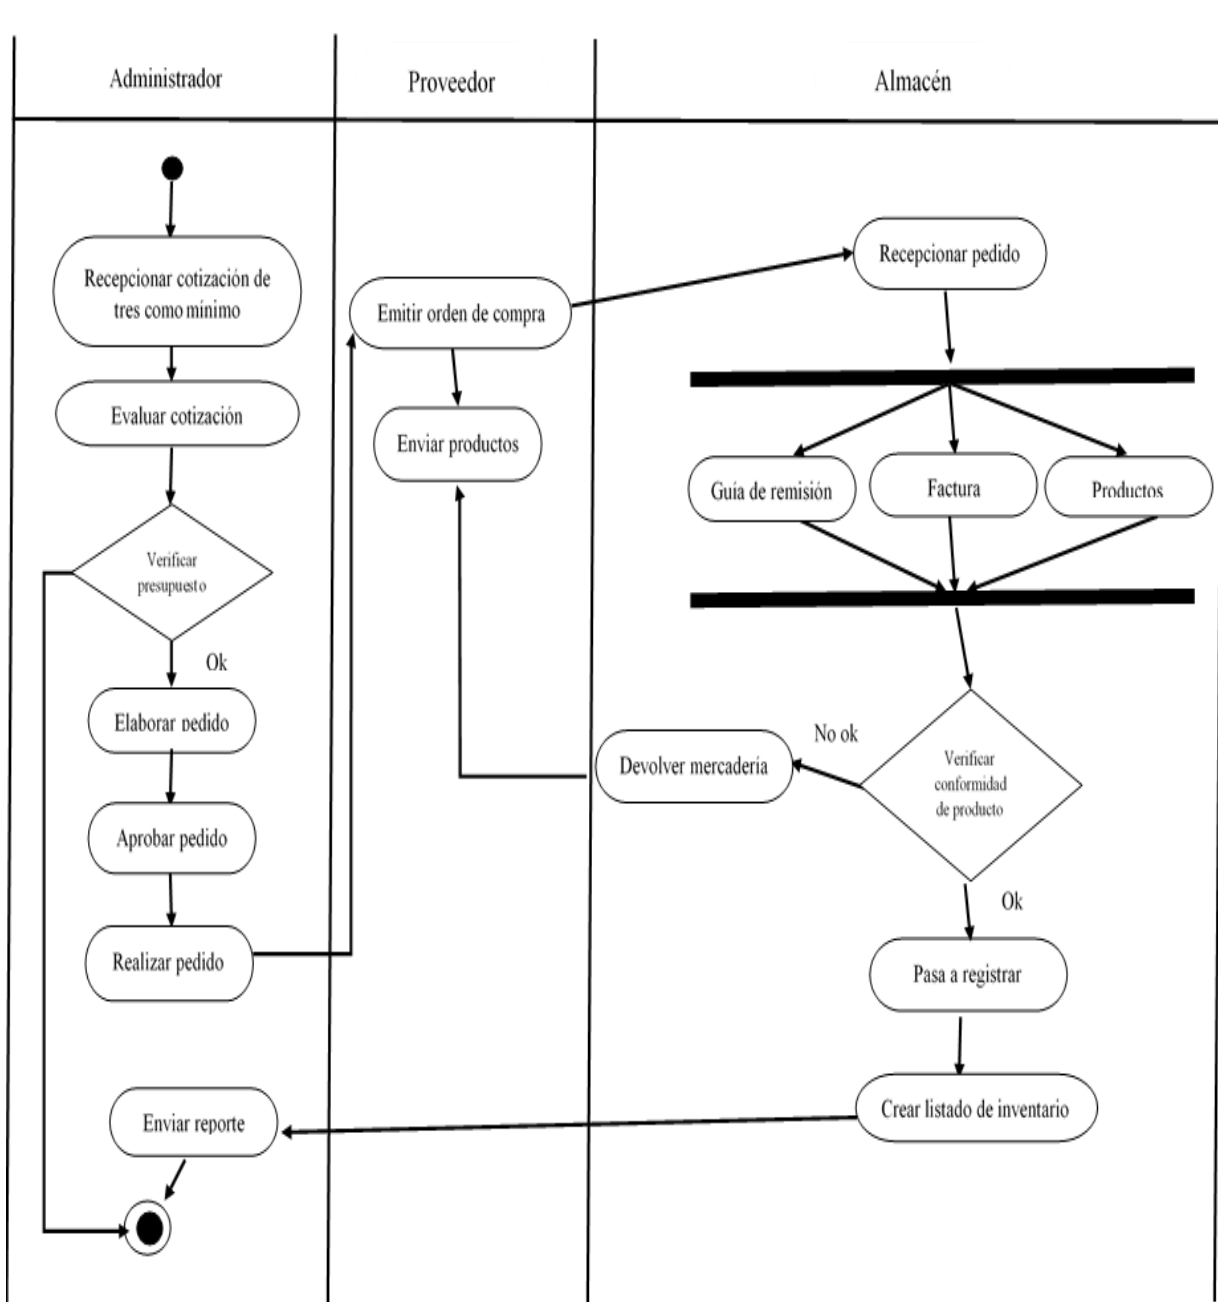 Administrador
Proveedor
Almacén
Recepcionar cotización de
tres como mínimo
Evaluar cotización
Verificar
presupuesto
Ok
Elaborar pedido
Aprobar pedido
Realizar pedido
Enviar reporte
Emitir orden de compra
Enviar productos
Recepcionar pedido
Guía de remisión
Factura
Productos
Verificar
conformidad
de producto
No ok
Devolver mercadería
Ok
Pasa a registrar
Crear listado de inventario